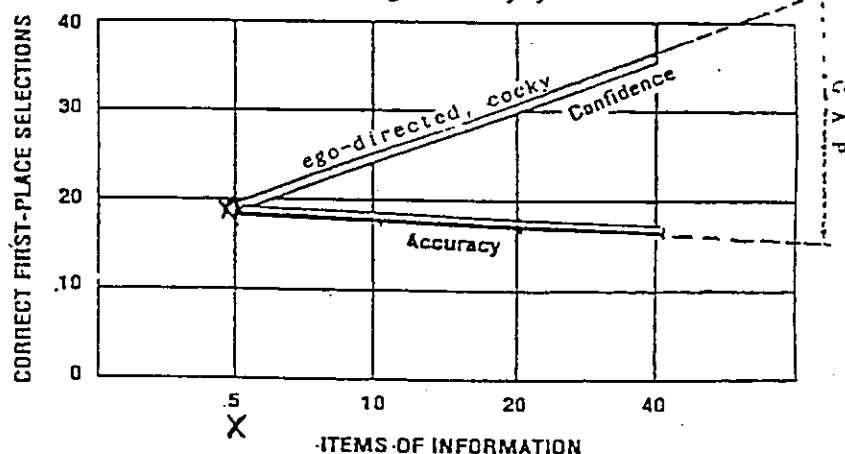 40
CORRECT FIRST-PLACE SELECTIONS
30
20
.10
0
ego-directed, cocky
Confidence
Accuracy
GAP
X
.5
10
20
40
X
-ITEMS-OF-INFORMATION